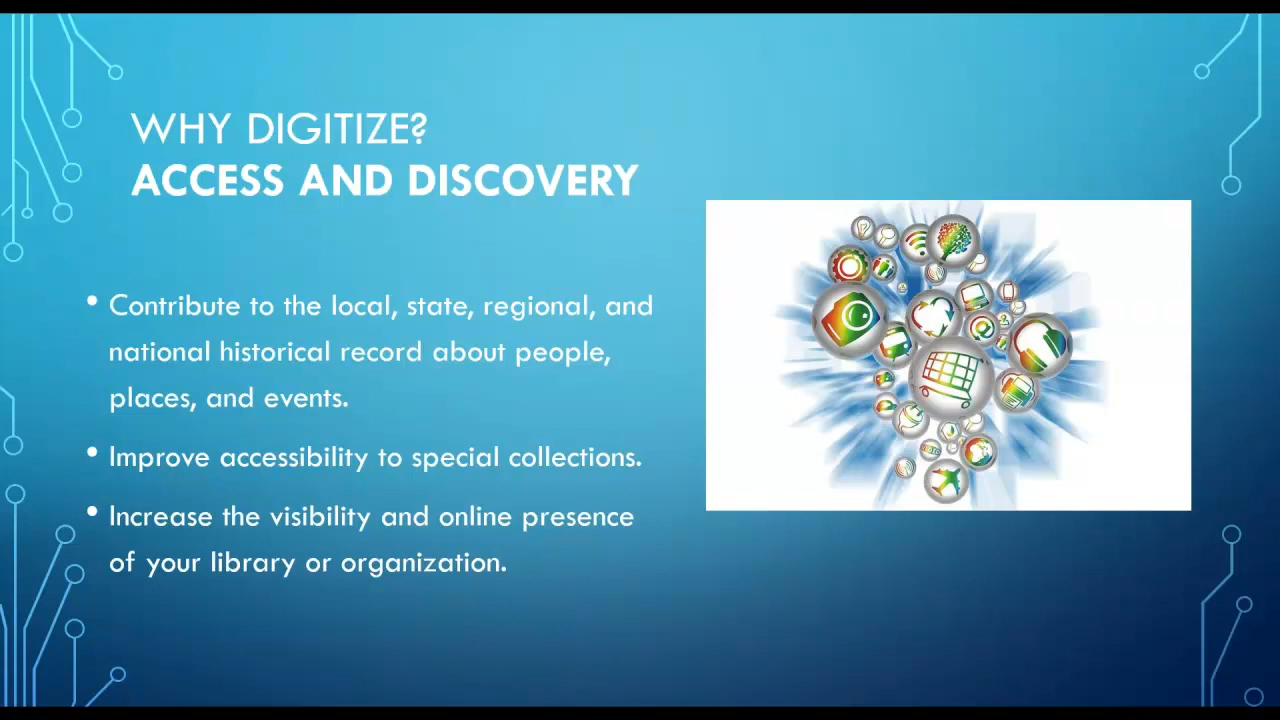 WHY DIGITIZE?
ACCESS AND DISCOVERY
• Contribute to the local, state, regional, and
national historical record about people,
places, and events.
• Improve accessibility to special collections.
• Increase the visibility and online presence
of your library or organization.